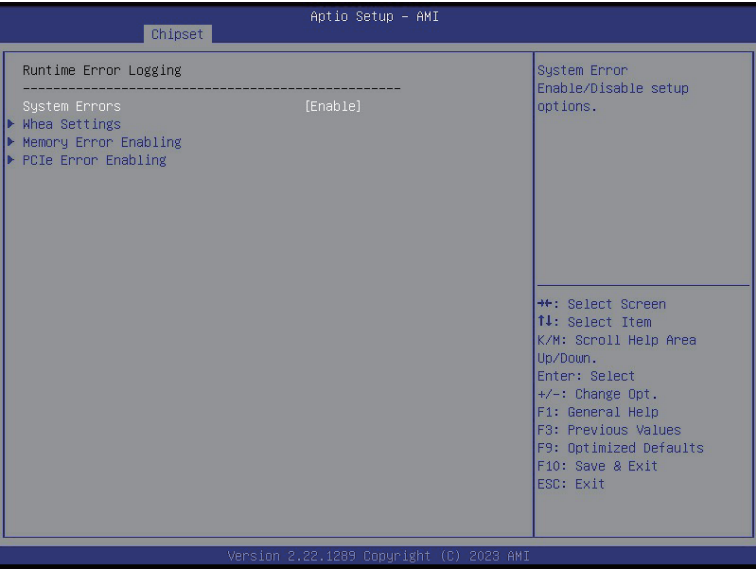 Aptio Setup – AMI
Chipset
Runtime Error Logging
--------------------------------------------------
System Errors [Enable]
Whea Settings
Memory Error Enabling
PCIe Error Enabling
System Error
Enable/Disable setup
options.
→←: Select Screen
↑↓: Select Item
K/M: Scroll Help Area
Up/Down.
Enter: Select
+/-: Change Opt.
F1: General Help
F3: Previous Values
F9: Optimized Defaults
F10: Save & Exit
ESC: Exit
Version 2.22.1289 Copyright (C) 2023 AMI